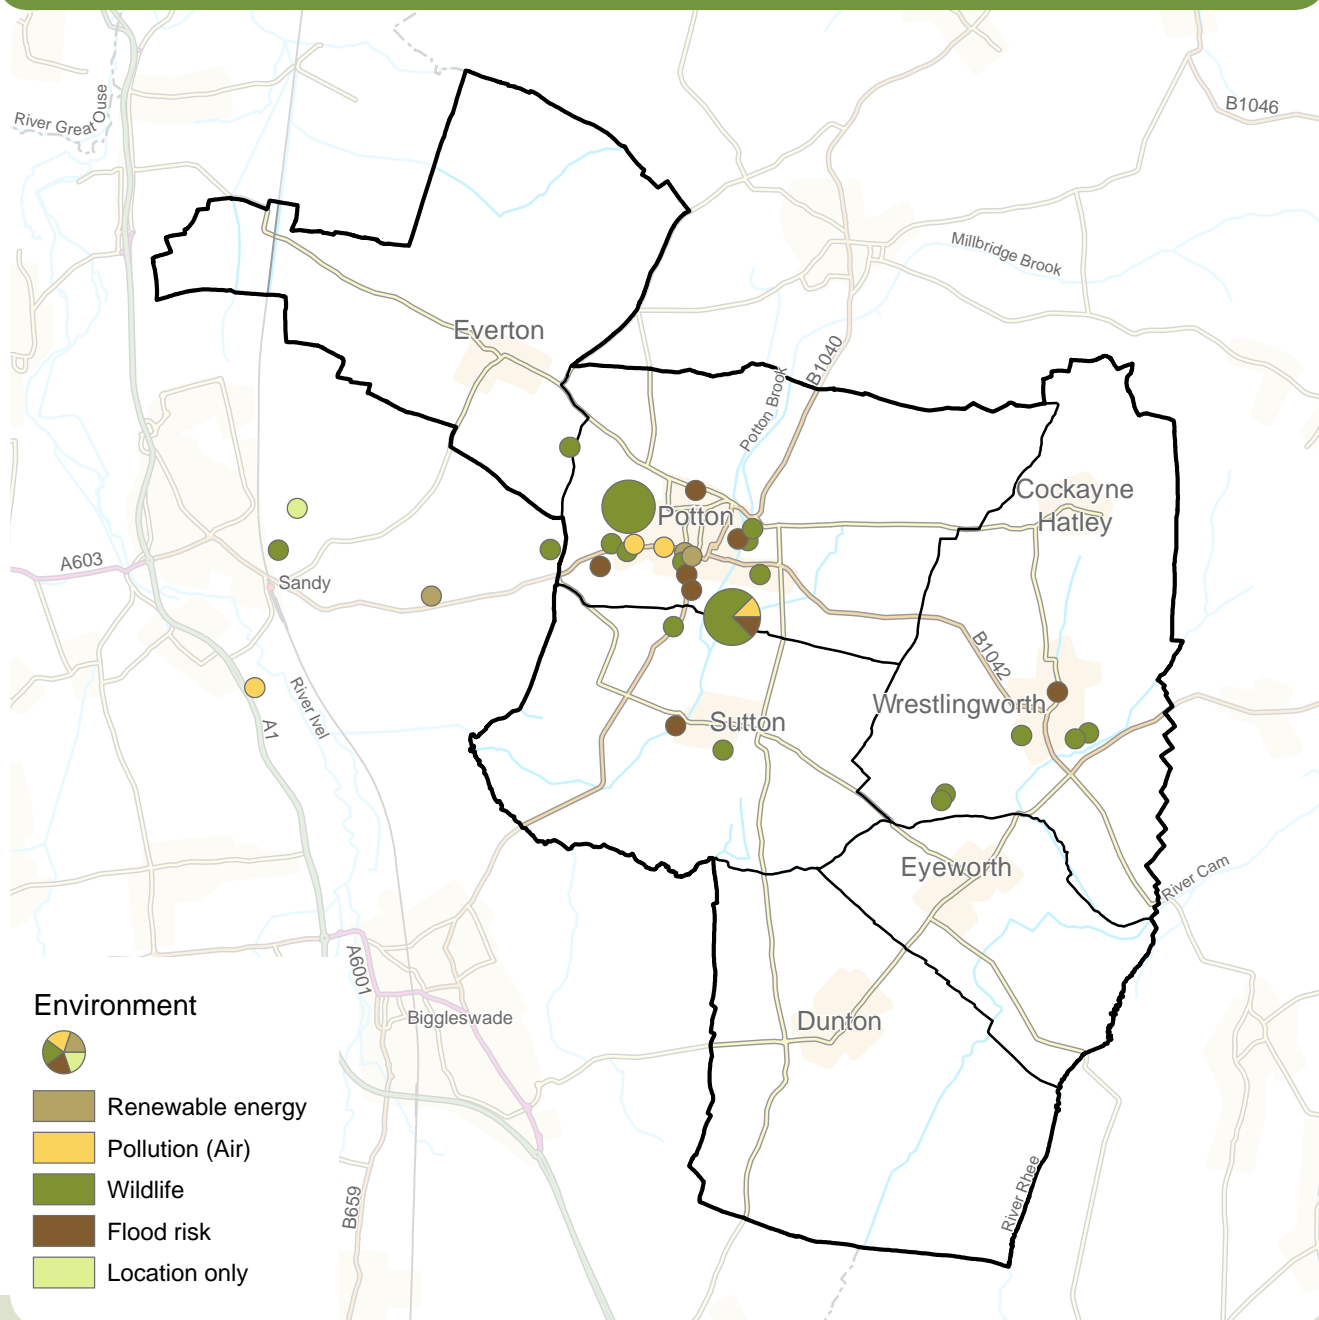 B1046
River Great Ouse
Millbridge Brook
Everton
B1040
Potton Brook
Cockayne
Hatley
Potton
A603
Sandy
B1042
River Ivel
A1
Wrestlingworth
Sutton
Eyeworth
River Cam
A6001
Biggleswade
Dunton
River Rhee
B659
Environment
Renewable energy
Pollution (Air)
Wildlife
Flood risk
Location only